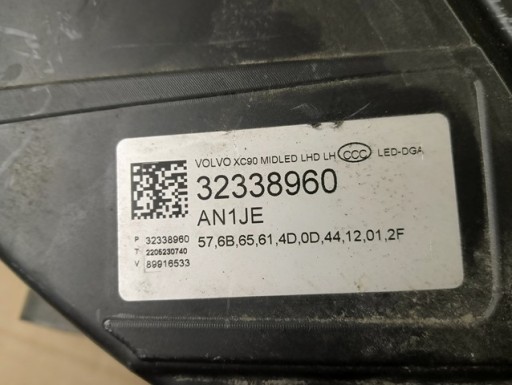 VOLVO XC90 MIDLED LHD LH CCC LED-DGA
32338960
AN1JE
P 32338960
T 2205230740
V 89916533
57,6B,65,61,4D,0D,44,12,01,2F